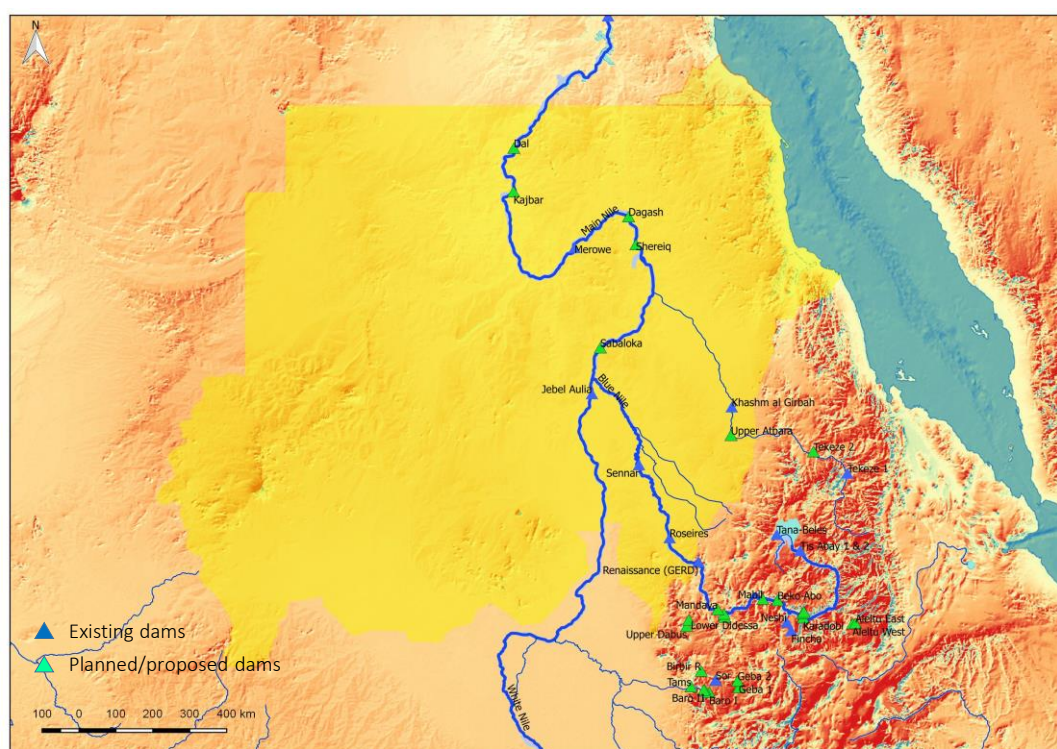 N
Dal
Kajbar
Dagash
Main Nile
Merowe
Shereiq
Sabaloka
Blue Nile
Jebel Aulia
Khashm al Girbah
Upper Atbara
Tekeze 2
Tekeze 1
Sennar
Tana-Beles
Tis Abay 1 & 2
Roseires
Renaissance (GERD)
Mabil
Beko-Abo
Mandaya
Neshi
Karadobi
Aleltu East
Aleltu West
Lower Didessa
Upper Dabus
Fincha
Birbir R
Sor
Geba 2
Tams
Geba 1
Baro II
Baro I
White Nile
Existing dams
Planned/proposed dams
100 0 100 200 300 400 km